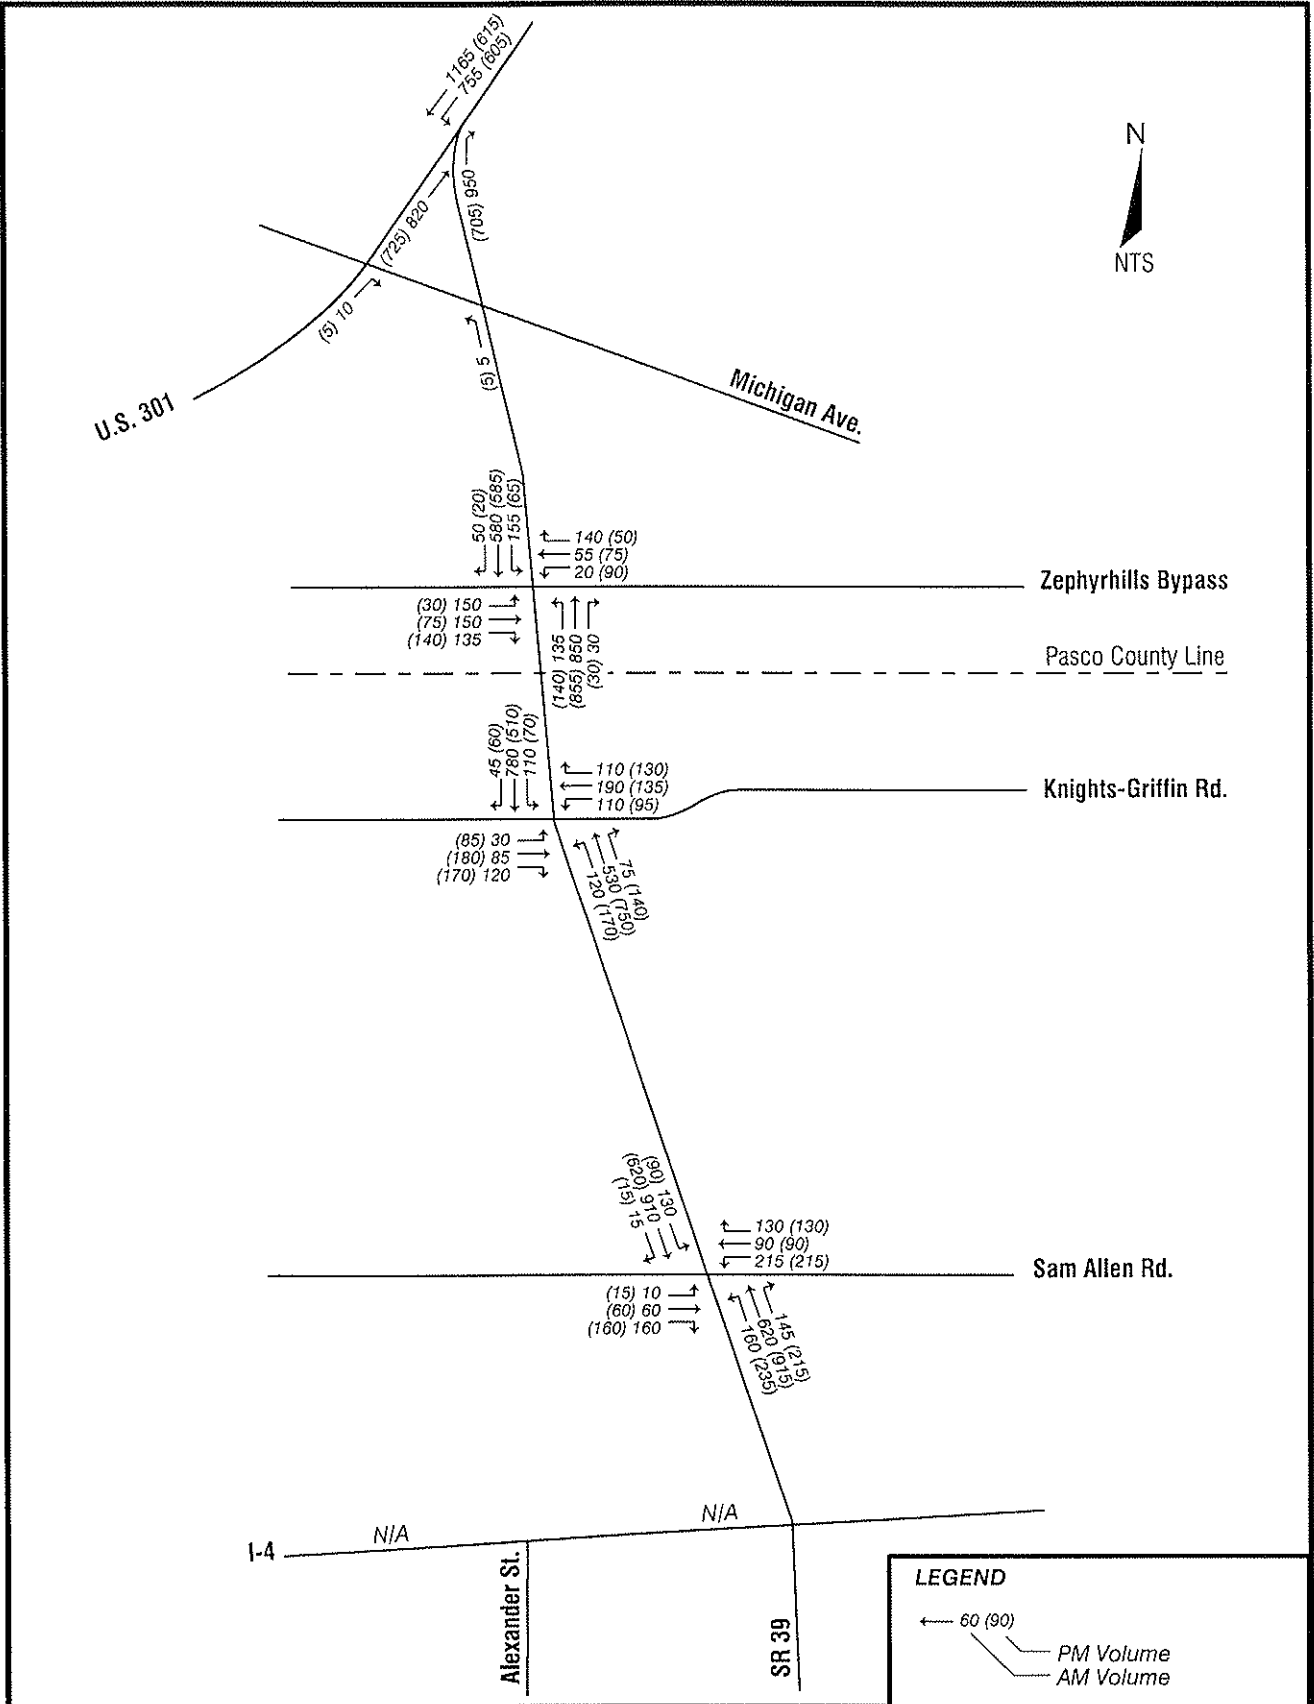 1165 (615)
755 (605)
N
NTS
(705) 950
(725) 820
(5) 10
(5) 5
U.S. 301
Michigan Ave.
50 (20)
580 (585)
155 (65)
140 (50)
55 (75)
20 (90)
Zephyrhills Bypass
(30) 150
(75) 150
(140) 135
(140) 135
(855) 850
(30) 30
Pasco County Line
45 (60)
780 (510)
110 (70)
110 (130)
190 (135)
110 (95)
Knights-Griffin Rd.
(85) 30
(180) 85
(170) 120
75 (140)
530 (750)
120 (170)
(90) 130
(620) 910
(15) 15
130 (130)
90 (90)
215 (215)
Sam Allen Rd.
(15) 10
(60) 60
(160) 160
145 (215)
620 (915)
160 (235)
N/A
N/A
I-4
Alexander St.
SR 39
LEGEND
60 (90)
PM Volume
AM Volume